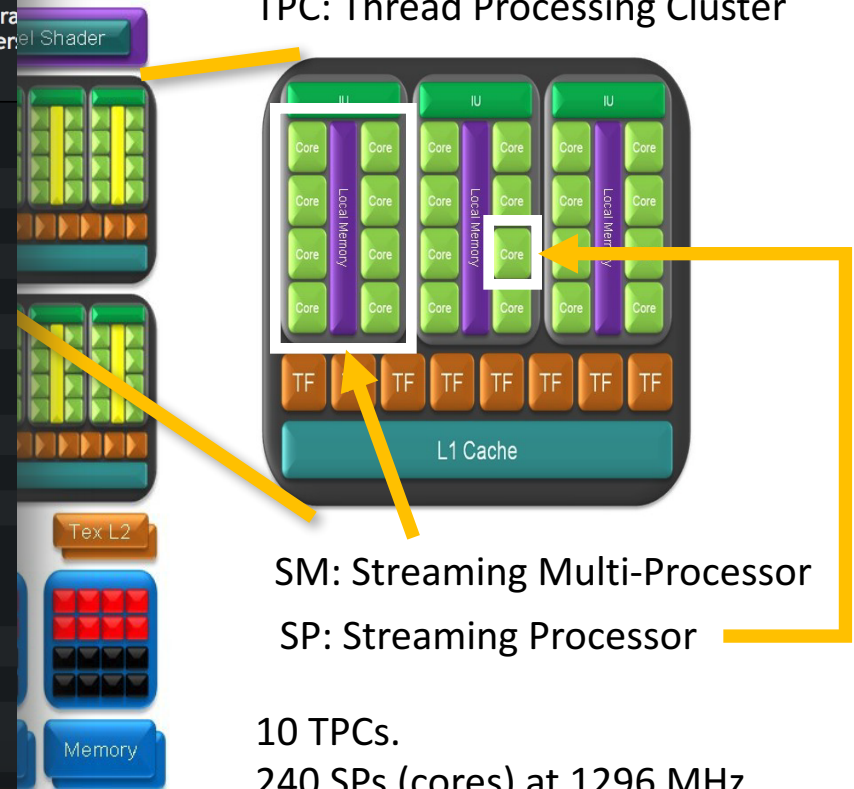 TPC: Thread Processing Cluster
el Shader
IU IU IU
Core Core Core Core Core Core
Core Core Core Core Core Core
Local Memory Local Memory Local Memory
Core Core Core Core Core
Core Core Core Core Core Core
TF TF TF TF TF TF TF
L1 Cache
Tex L2
SM: Streaming Multi-Processor
SP: Streaming Processor
Memory
10 TPCs.
240 SPs (cores) at 1296 MHz